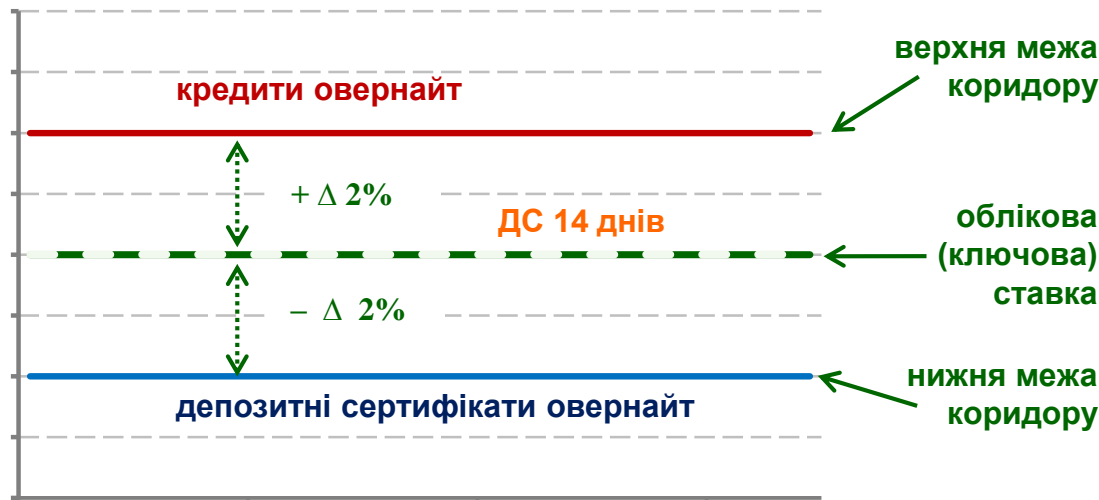 верхня межа
коридору
кредити овернайт
+ Δ 2%
ДС 14 днів
облікова
(ключова)
ставка
– Δ 2%
нижня межа
коридору
депозитні сертифікати овернайт